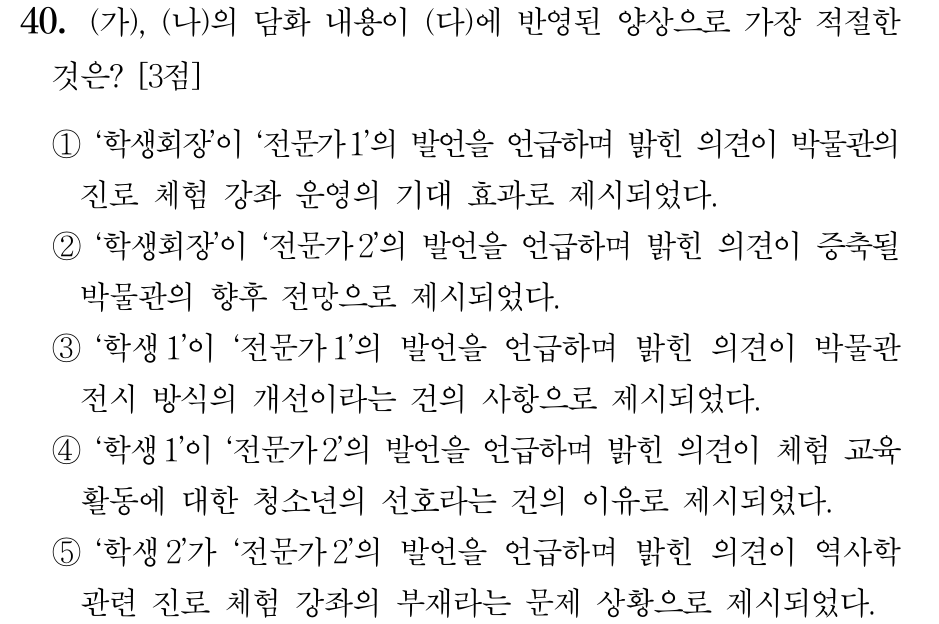 40. (가), (나)의 담화 내용이 (다)에 반영된 양상으로 가장 적절한
것은? [3점]
① ‘학생회장’이 ‘전문가 1’의 발언을 언급하며 밝힌 의견이 박물관의
진로 체험 강좌 운영의 기대 효과로 제시되었다.
② ‘학생회장’이 ‘전문가 2’의 발언을 언급하며 밝힌 의견이 증축될
박물관의 향후 전망으로 제시되었다.
③ ‘학생 1’이 ‘전문가 1’의 발언을 언급하며 밝힌 의견이 박물관
전시 방식의 개선이라는 건의 사항으로 제시되었다.
④ ‘학생 1’이 ‘전문가 2’의 발언을 언급하며 밝힌 의견이 체험 교육
활동에 대한 청소년의 선호라는 건의 이유로 제시되었다.
⑤ ‘학생 2’가 ‘전문가 2’의 발언을 언급하며 밝힌 의견이 역사학
관련 진로 체험 강좌의 부재라는 문제 상황으로 제시되었다.